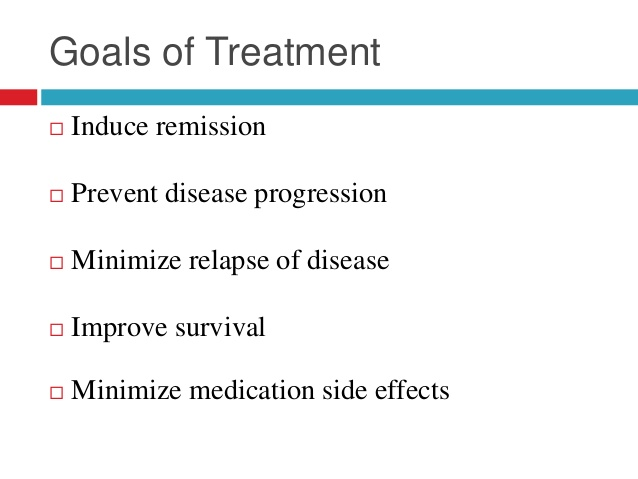 Goals of Treatment
Induce remission
Prevent disease progression
Minimize relapse of disease
Improve survival
Minimize medication side effects